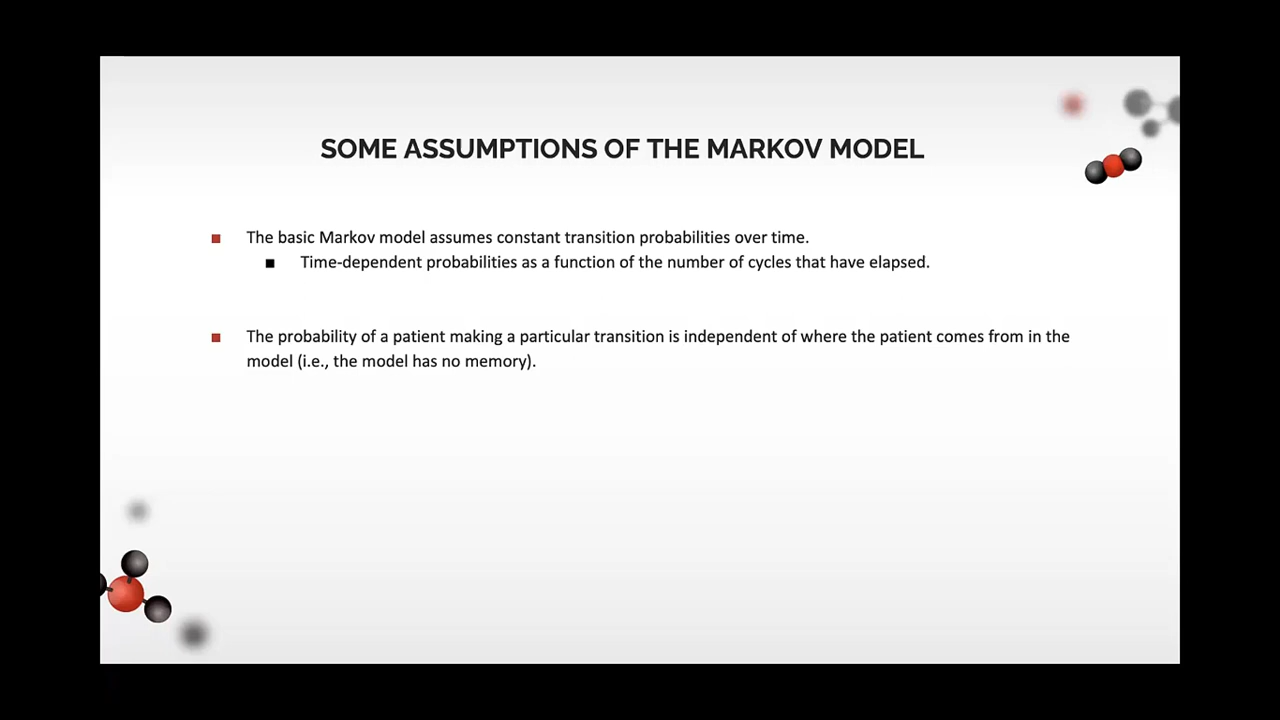 SOME ASSUMPTIONS OF THE MARKOV MODEL
The basic Markov model assumes constant transition probabilities over time.
Time-dependent probabilities as a function of the number of cycles that have elapsed.
The probability of a patient making a particular transition is independent of where the patient comes from in the
model (i.e., the model has no memory).